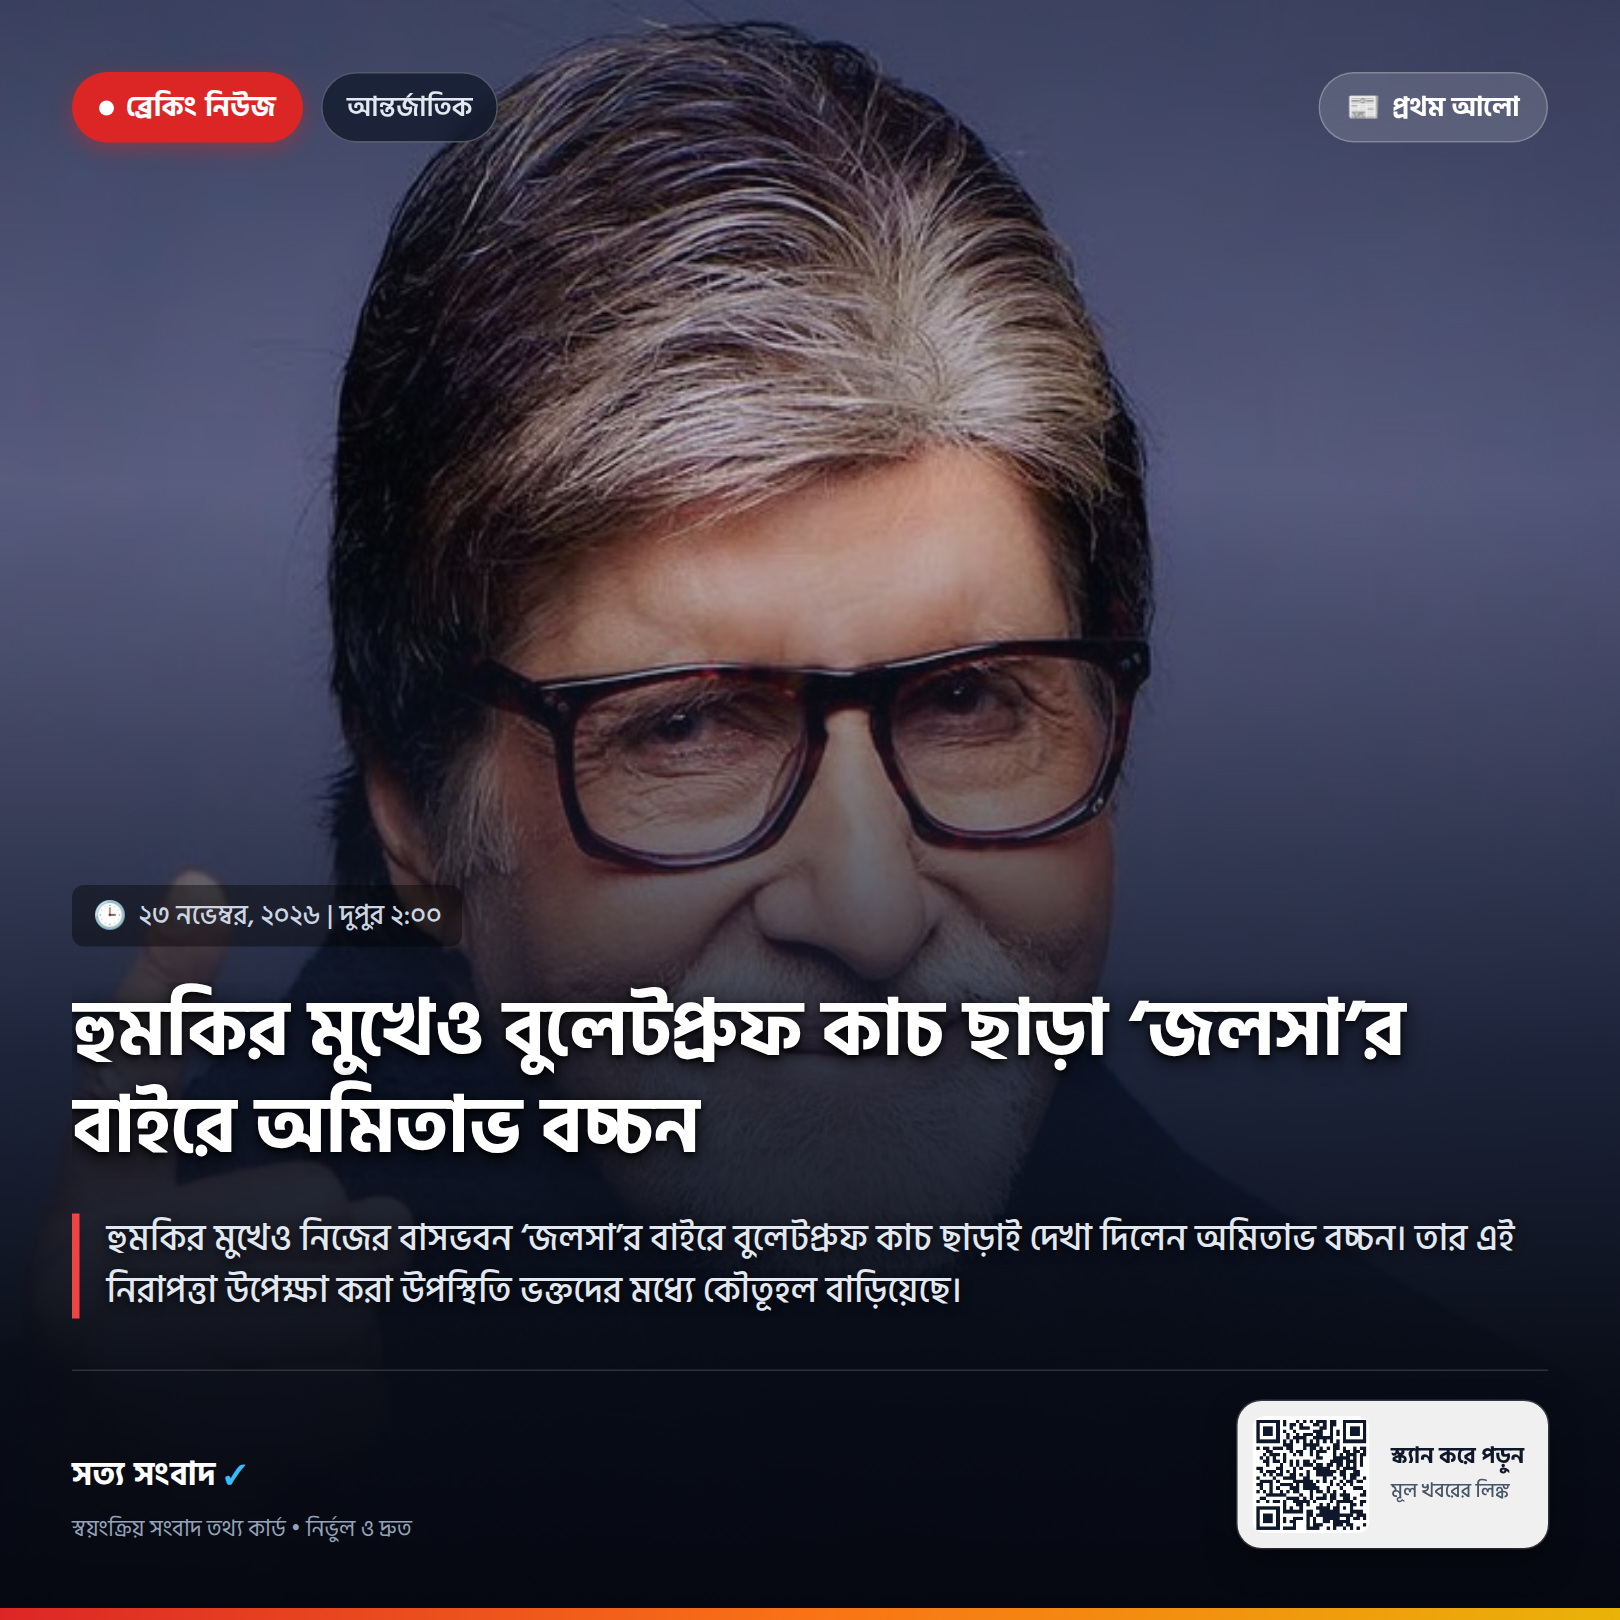 ব্রেকিং নিউজ
আন্তর্জাতিক
প্রথম আলো
২৩ নভেম্বর, ২০২৬ | দুপুর ২:০০
হুমকির মুখেও বুলেটপ্রুফ কাচ ছাড়া ‘জলসা’র
বাইরে অমিতাভ বচ্চন
হুমকির মুখেও নিজের বাসভবন ‘জলসা’র বাইরে বুলেটপ্রুফ কাচ ছাড়াই দেখা দিলেন অমিতাভ বচ্চন। তার এই
নিরাপত্তা উপেক্ষা করা উপস্থিতি ভক্তদের মধ্যে কৌতূহল বাড়িয়েছে।
সত্য সংবাদ ✓
স্বয়ংক্রিয় সংবাদ তথ্য কার্ড • নির্ভুল ও দ্রুত
স্ক্যান করে পড়ুন
মূল খবরের লিঙ্ক